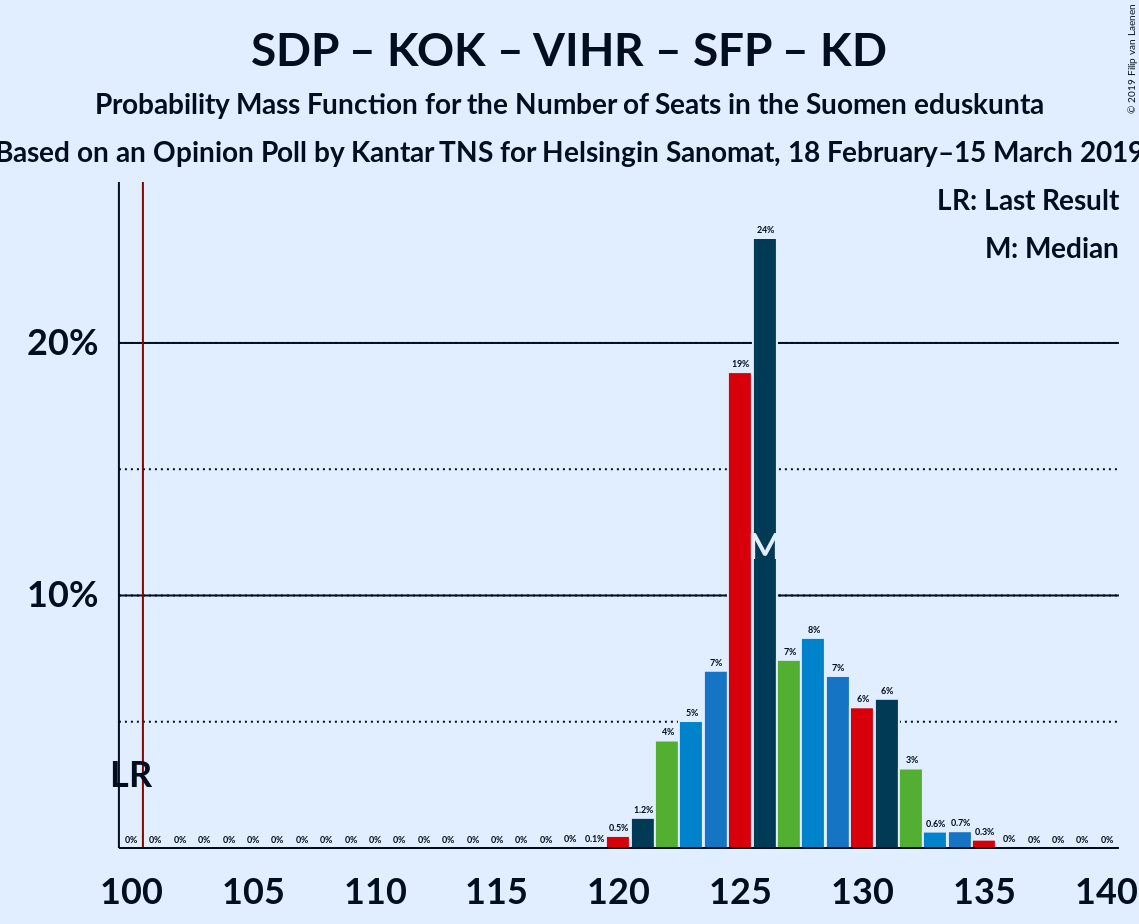 SDP – KOK – VIHR – SFP – KD
Probability Mass Function for the Number of Seats in the Suomen eduskunta
Based on an Opinion Poll by Kantar TNS for Helsingin Sanomat, 18 February–15 March 2019
© 2019 Filip van Laenen
LR: Last Result
M: Median
20%
10%
LR
M
0% 0% 0% 0% 0% 0% 0% 0% 0% 0% 0% 0% 0% 0% 0% 0% 0% 0% 0% 0.1% 0.5% 1.2% 4% 5% 7% 19% 24% 7% 8% 7% 6% 6% 3% 0.6% 0.7% 0.3% 0% 0% 0% 0% 0%
100 105 110 115 120 125 130 135 140